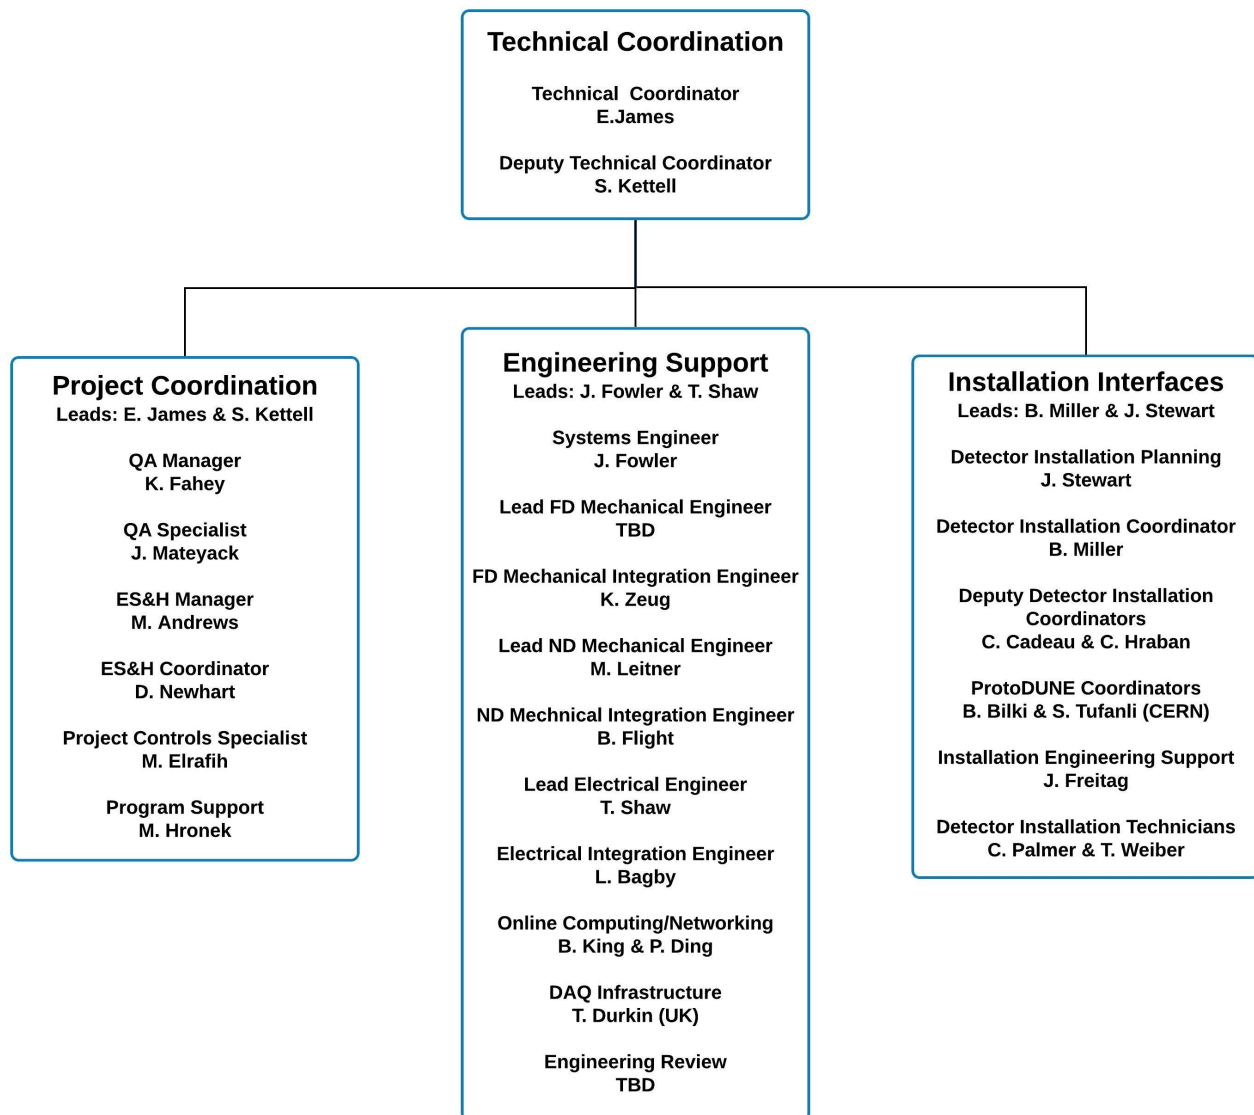 Technical Coordination
Technical Coordinator
E.James
Deputy Technical Coordinator
S. Kettell
Project Coordination
Leads: E. James & S. Kettell
QA Manager
K. Fahey
QA Specialist
J. Mateyack
ES&H Manager
M. Andrews
ES&H Coordinator
D. Newhart
Project Controls Specialist
M. Elrafih
Program Support
M. Hronek
Engineering Support
Leads: J. Fowler & T. Shaw
Systems Engineer
J. Fowler
Lead FD Mechanical Engineer
TBD
FD Mechanical Integration Engineer
K. Zeug
Lead ND Mechanical Engineer
M. Leitner
ND Mechnical Integration Engineer
B. Flight
Lead Electrical Engineer
T. Shaw
Electrical Integration Engineer
L. Bagby
Online Computing/Networking
B. King & P. Ding
DAQ Infrastructure
T. Durkin (UK)
Engineering Review
TBD
Installation Interfaces
Leads: B. Miller & J. Stewart
Detector Installation Planning
J. Stewart
Detector Installation Coordinator
B. Miller
Deputy Detector Installation
Coordinators
C. Cadeau & C. Hraban
ProtoDUNE Coordinators
B. Bilki & S. Tufanli (CERN)
Installation Engineering Support
J. Freitag
Detector Installation Technicians
C. Palmer & T. Weiber